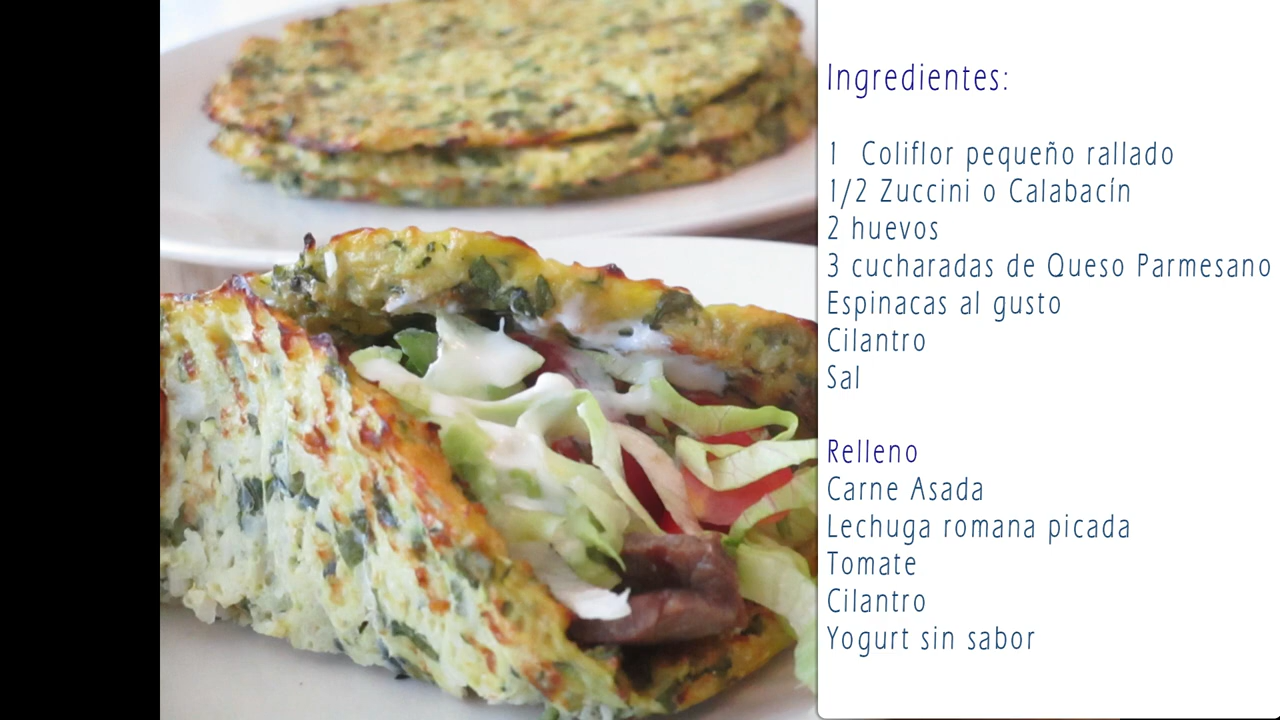 Ingredientes:
1 Coliflor pequeño rallado
1/2 Zuccini o Calabacín
2 huevos
3 cucharadas de Queso Parmesano
Espinacas al gusto
Cilantro
Sal
Relleno
Carne Asada
Lechuga romana picada
Tomate
Cilantro
Yogurt sin sabor